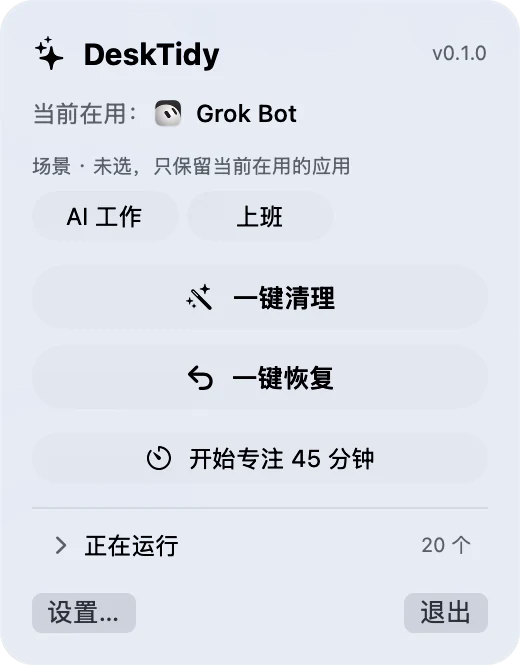 DeskTidy v0.1.0
当前在用： Grok Bot
场景 · 未选，只保留当前在用的应用
AI 工作 上班
一键清理
一键恢复
开始专注 45 分钟
正在运行 20 个
设置... 退出